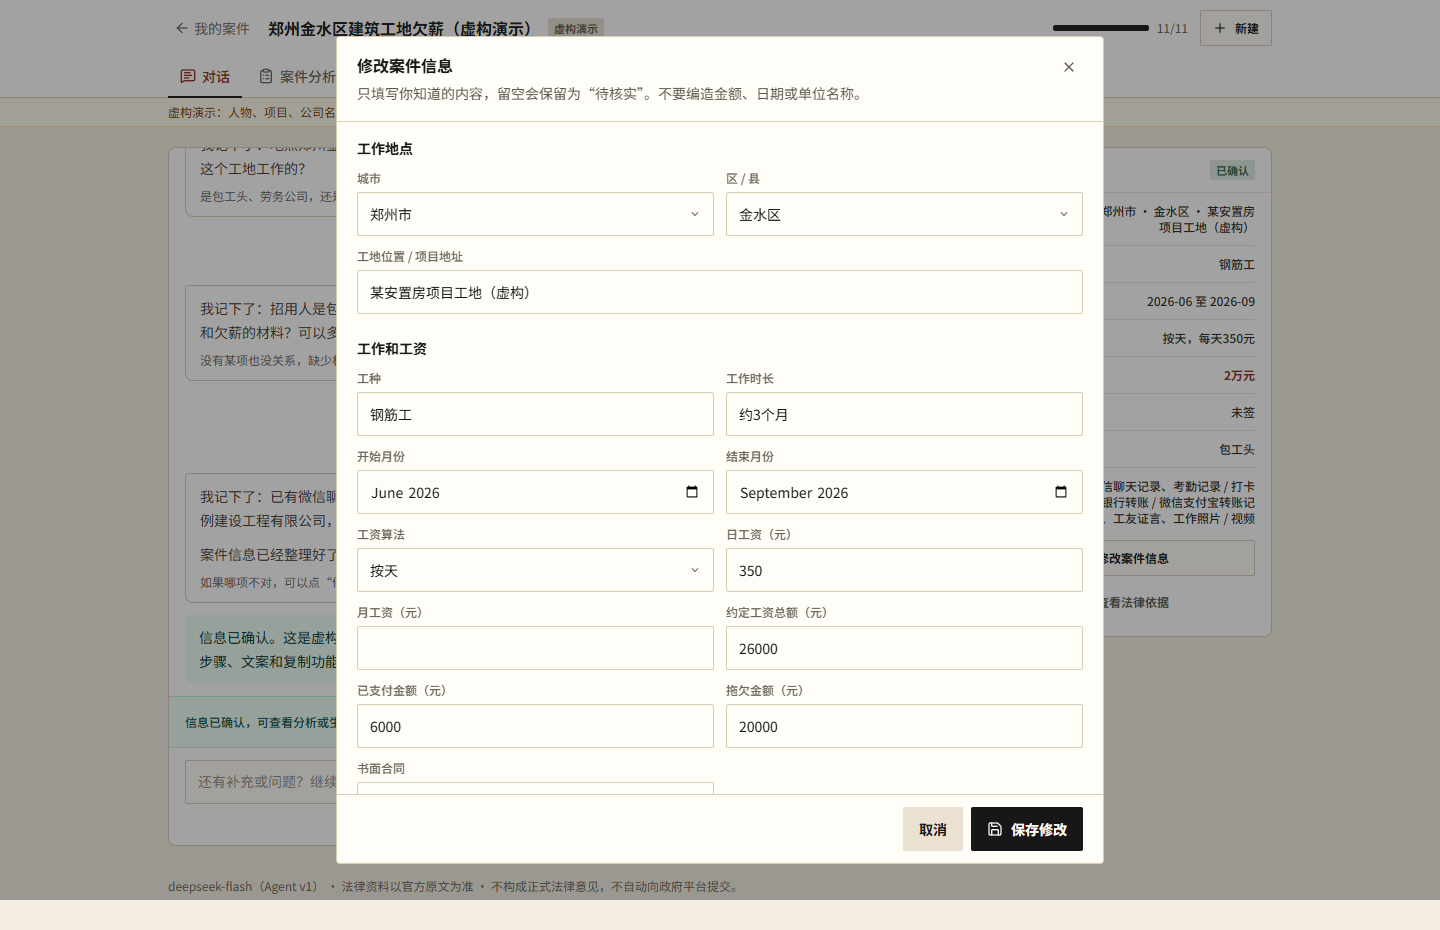 我的案件
郑州金水区建筑工地欠薪（虚构演示）
虚构演示
11/11
新建
对话
案件分析
虚构演示：人物、项目、公司名
这个工地工作的？
是包工头、劳务公司，还是
我记下了：招用人是包
和欠薪的材料？可以多
没有某项也没关系，缺少
我记下了：已有微信聊
例建设工程有限公司，
案件信息已经整理好了
如果哪项不对，可以点“
信息已确认。这是虚构
步骤、文案和复制功能
信息已确认，可查看分析或生
还有补充或问题？继续
修改案件信息
只填写你知道的内容，留空会保留为“待核实”。不要编造金额、日期或单位名称。
工作地点
城市
区 / 县
郑州市
金水区
工地位置 / 项目地址
某安置房项目工地（虚构）
工作和工资
工种
工作时长
钢筋工
约3个月
开始月份
结束月份
June 2026
September 2026
工资算法
日工资（元）
按天
350
月工资（元）
约定工资总额（元）
26000
已支付金额（元）
拖欠金额（元）
6000
20000
书面合同
取消
保存修改
已确认
郑州市 · 金水区 · 某安置房
项目工地（虚构）
钢筋工
2026-06 至 2026-09
按天，每天350元
2万元
未签
包工头
信聊天记录、考勤记录 / 打卡
银行转账 / 微信支付宝转账记
、工友证言、工作照片 / 视频
修改案件信息
查看法律依据
deepseek-flash（Agent v1） · 法律资料以官方原文为准 · 不构成正式法律意见，不自动向政府平台提交。